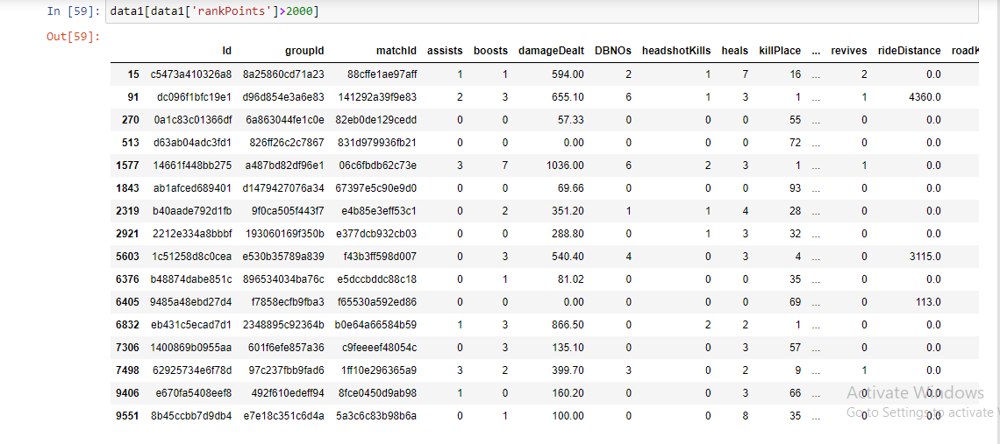 In [59]: data1[data1['rankPoints']>2000]
Out[59]:
Id groupId matchId assists boosts damageDealt DBNOs headshotKills heals killPlace ... revives rideDistance roadK
15 c5473a410326a8 8a25860cd71a23 88cffe1ae97aff 1 1 594.00 2 1 7 16 ... 2 0.0
91 dc096f1bfc19e1 d96d854e3a6e83 141292a39f9e83 2 3 655.10 6 1 3 1 ... 1 4360.0
270 0a1c83c01366df 6a863044fe1c0e 82eb0de129cedd 0 0 57.33 0 0 0 55 ... 0 0.0
513 d63ab04adc3fd1 826ff26c2c7867 831d979936fb21 0 0 0.00 0 0 0 72 ... 0 0.0
1577 14661f448bb275 a487bd82df96e1 06c6fbdb62c73e 3 7 1036.00 6 2 3 1 ... 1 0.0
1843 ab1afced689401 d1479427076a34 67397e5c90e9d0 0 0 69.66 0 0 0 93 ... 0 0.0
2319 b40aade792d1fb 9f0ca505f443f7 e4b85e3eff53c1 0 2 351.20 1 1 4 28 ... 0 0.0
2921 2212e334a8bbbf 193060169f350b e377dcb932cb03 0 0 288.80 0 1 3 32 ... 0 0.0
5603 1c51258d8c0cea e530b35789a839 f43b3ff598d007 0 3 540.40 4 0 3 4 ... 0 3115.0
6376 b48874dabe851c 896534034ba76c e5dccbddc88c18 0 1 81.02 0 0 0 35 ... 0 0.0
6405 9485a48ebd27d4 f7858ecfb9fba3 f65530a592ed86 0 0 0.00 0 0 0 69 ... 0 113.0
6832 eb431c5ecad7d1 2348895c92364b b0e64a66584b59 1 3 866.50 0 2 2 1 ... 0 0.0
7306 1400869b0955aa 601f6efe857a36 c9feeeef48054c 0 3 135.10 0 0 3 57 ... 0 0.0
7498 62925734e6f78d 97c237fbb9fad6 1ff10e296365a9 3 2 399.70 3 0 2 9 ... 1 0.0
9406 e670fa5408eef8 492f610edeff94 8fce0450d9ab98 1 0 160.20 0 0 3 66 ... 0 0.0
Activate Windows
9551 8b45ccbb7d9db4 e7e18c351c6d4a 5a3c6c83b98b6a 0 1 100.00 0 0 8 35 ... 0 0.0
Go to Settings to activate